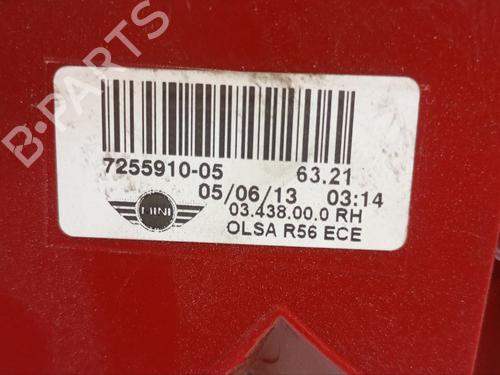 B-PARTS
7255910-05 63.21
05/06/13 03:14
MINI 03.438.00.0 RH
OLSA R56 ECE